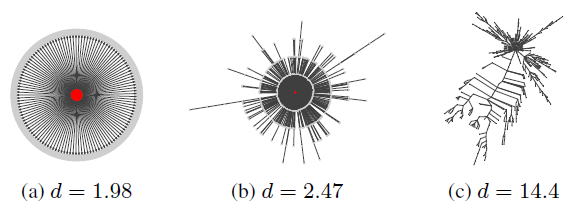 (a) d = 1.98
(b) d = 2.47
(c) d = 14.4